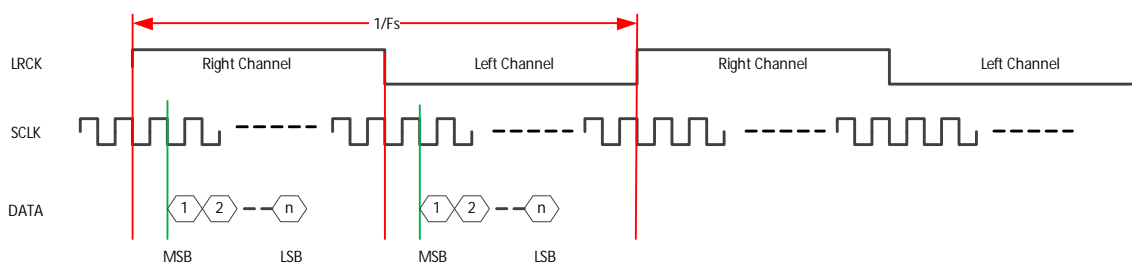 1/Fs
LRCK Right Channel Left Channel Right Channel Left Channel
SCLK
DATA 1 2 n 1 2 n
MSB LSB MSB LSB